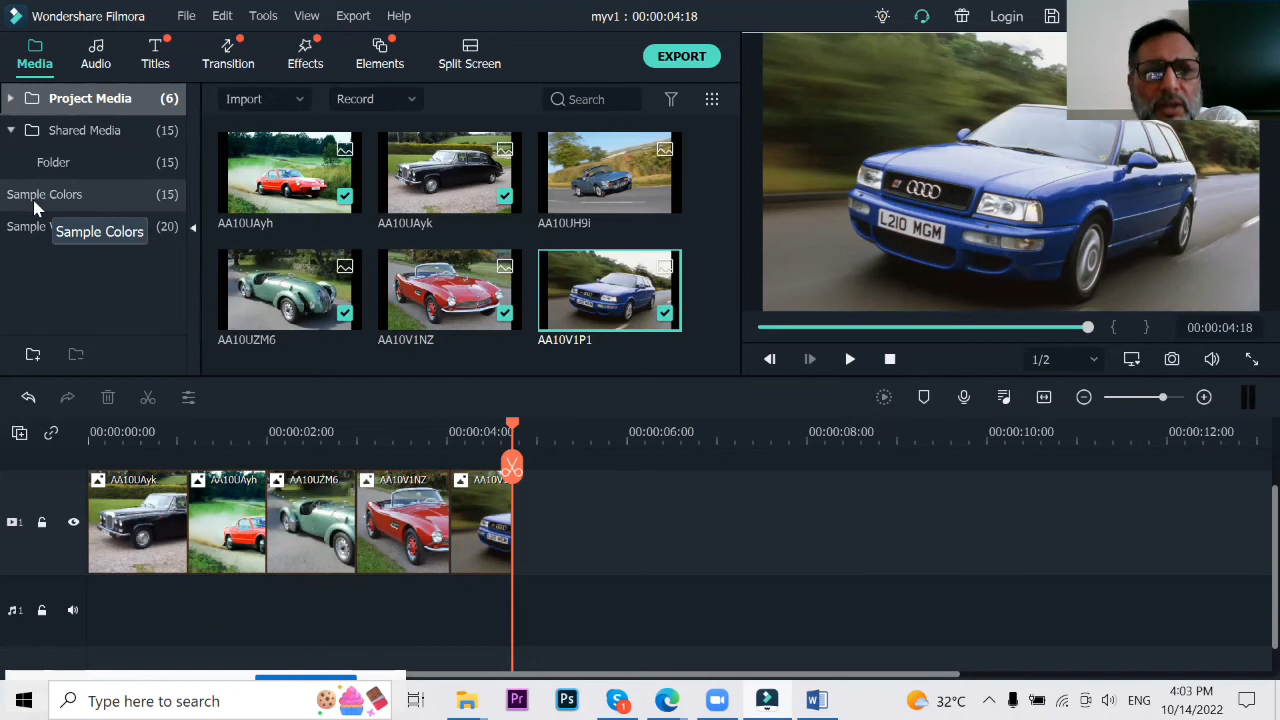 Wondershare Filmora
File
Edit
Tools
View
Export
Help
myv1 : 00:00:04:18
Login
Media
Audio
Titles
Transition
Effects
Elements
Split Screen
EXPORT
Project Media (6)
Shared Media (15)
Folder (15)
Sample Colors (15)
Sample (20)
Sample Colors
Import
Record
Search
AA10UAyh
AA10UAyk
AA10UH9i
AA10UZM6
AA10V1NZ
AA10V1P1
L210 MGM
00:00:04:18
1/2
00:00:00:00
00:00:02:00
00:00:04:00
00:00:06:00
00:00:08:00
00:00:10:00
00:00:12:00
AA10UAyk
AA10UAyh
AA10UZM6
AA10V1NZ
AA10V
1
1
Type here to search
Pr
Ps
1
32°C
ENG
4:03 PM
10/14/2022